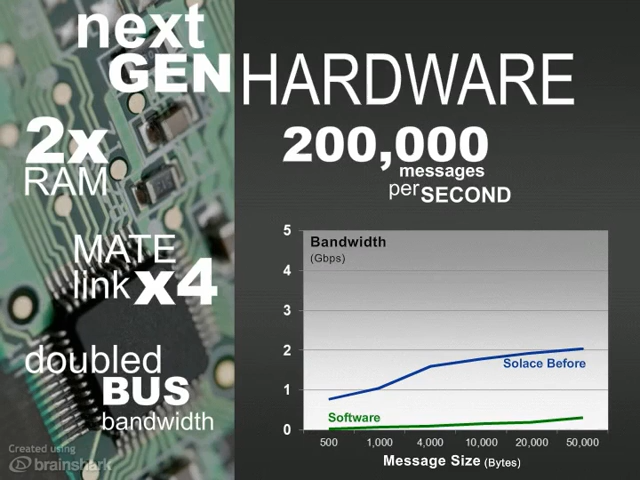 next
GEN HARDWARE
2x
RAM
200,000
messages
per SECOND
MATE
link x4
doubled
BUS
bandwidth
Bandwidth
(Gbps)
5
4
3
2
1
0
Solace Before
Software
500 1,000 4,000 10,000 20,000 50,000
Message Size (Bytes)
Created using
brainshark